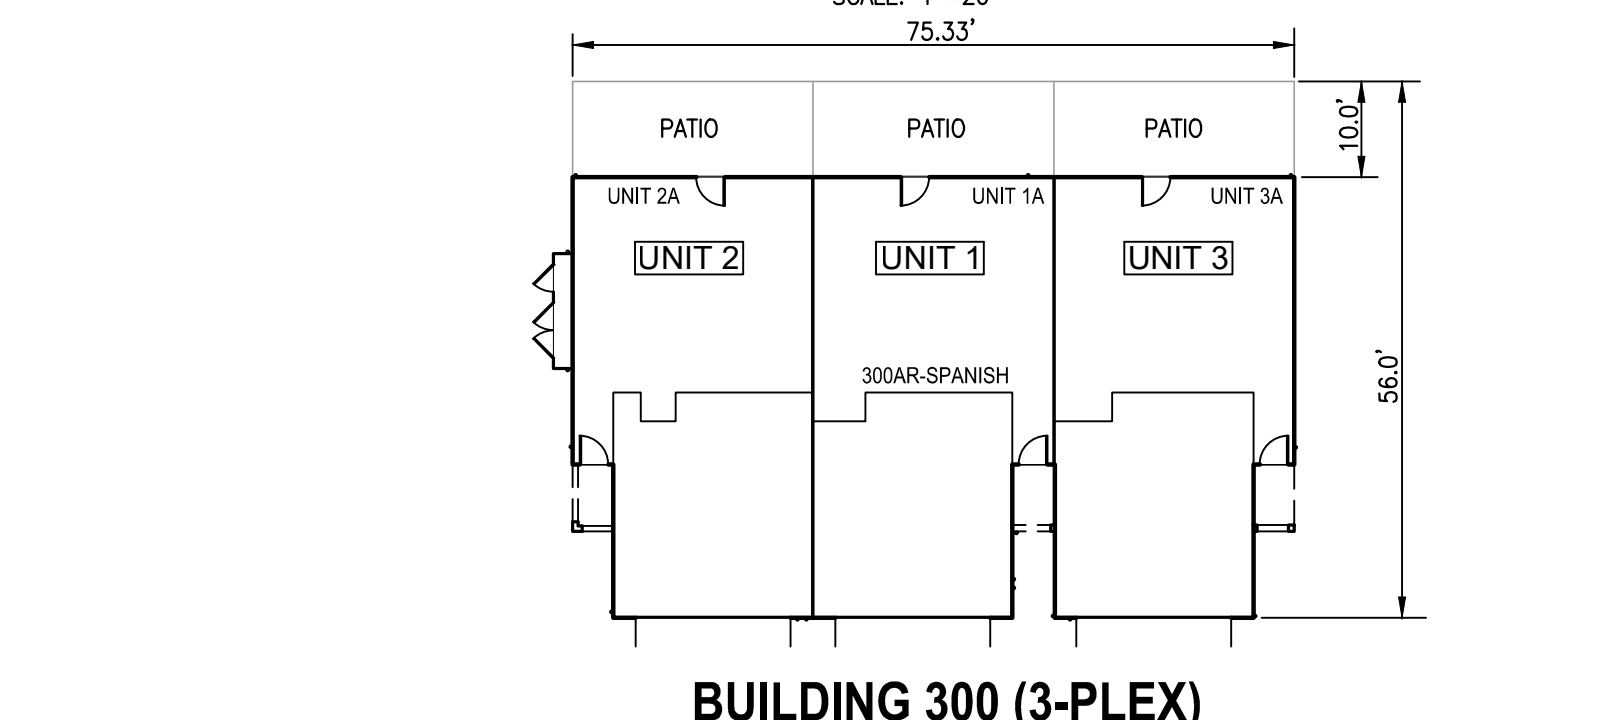 75.33'
PATIO
PATIO
PATIO
10.0'
UNIT 2A
UNIT 1A
UNIT 3A
UNIT 2
UNIT 1
UNIT 3
300AR-SPANISH
56.0'
BUILDING 300 (3-PLEX)